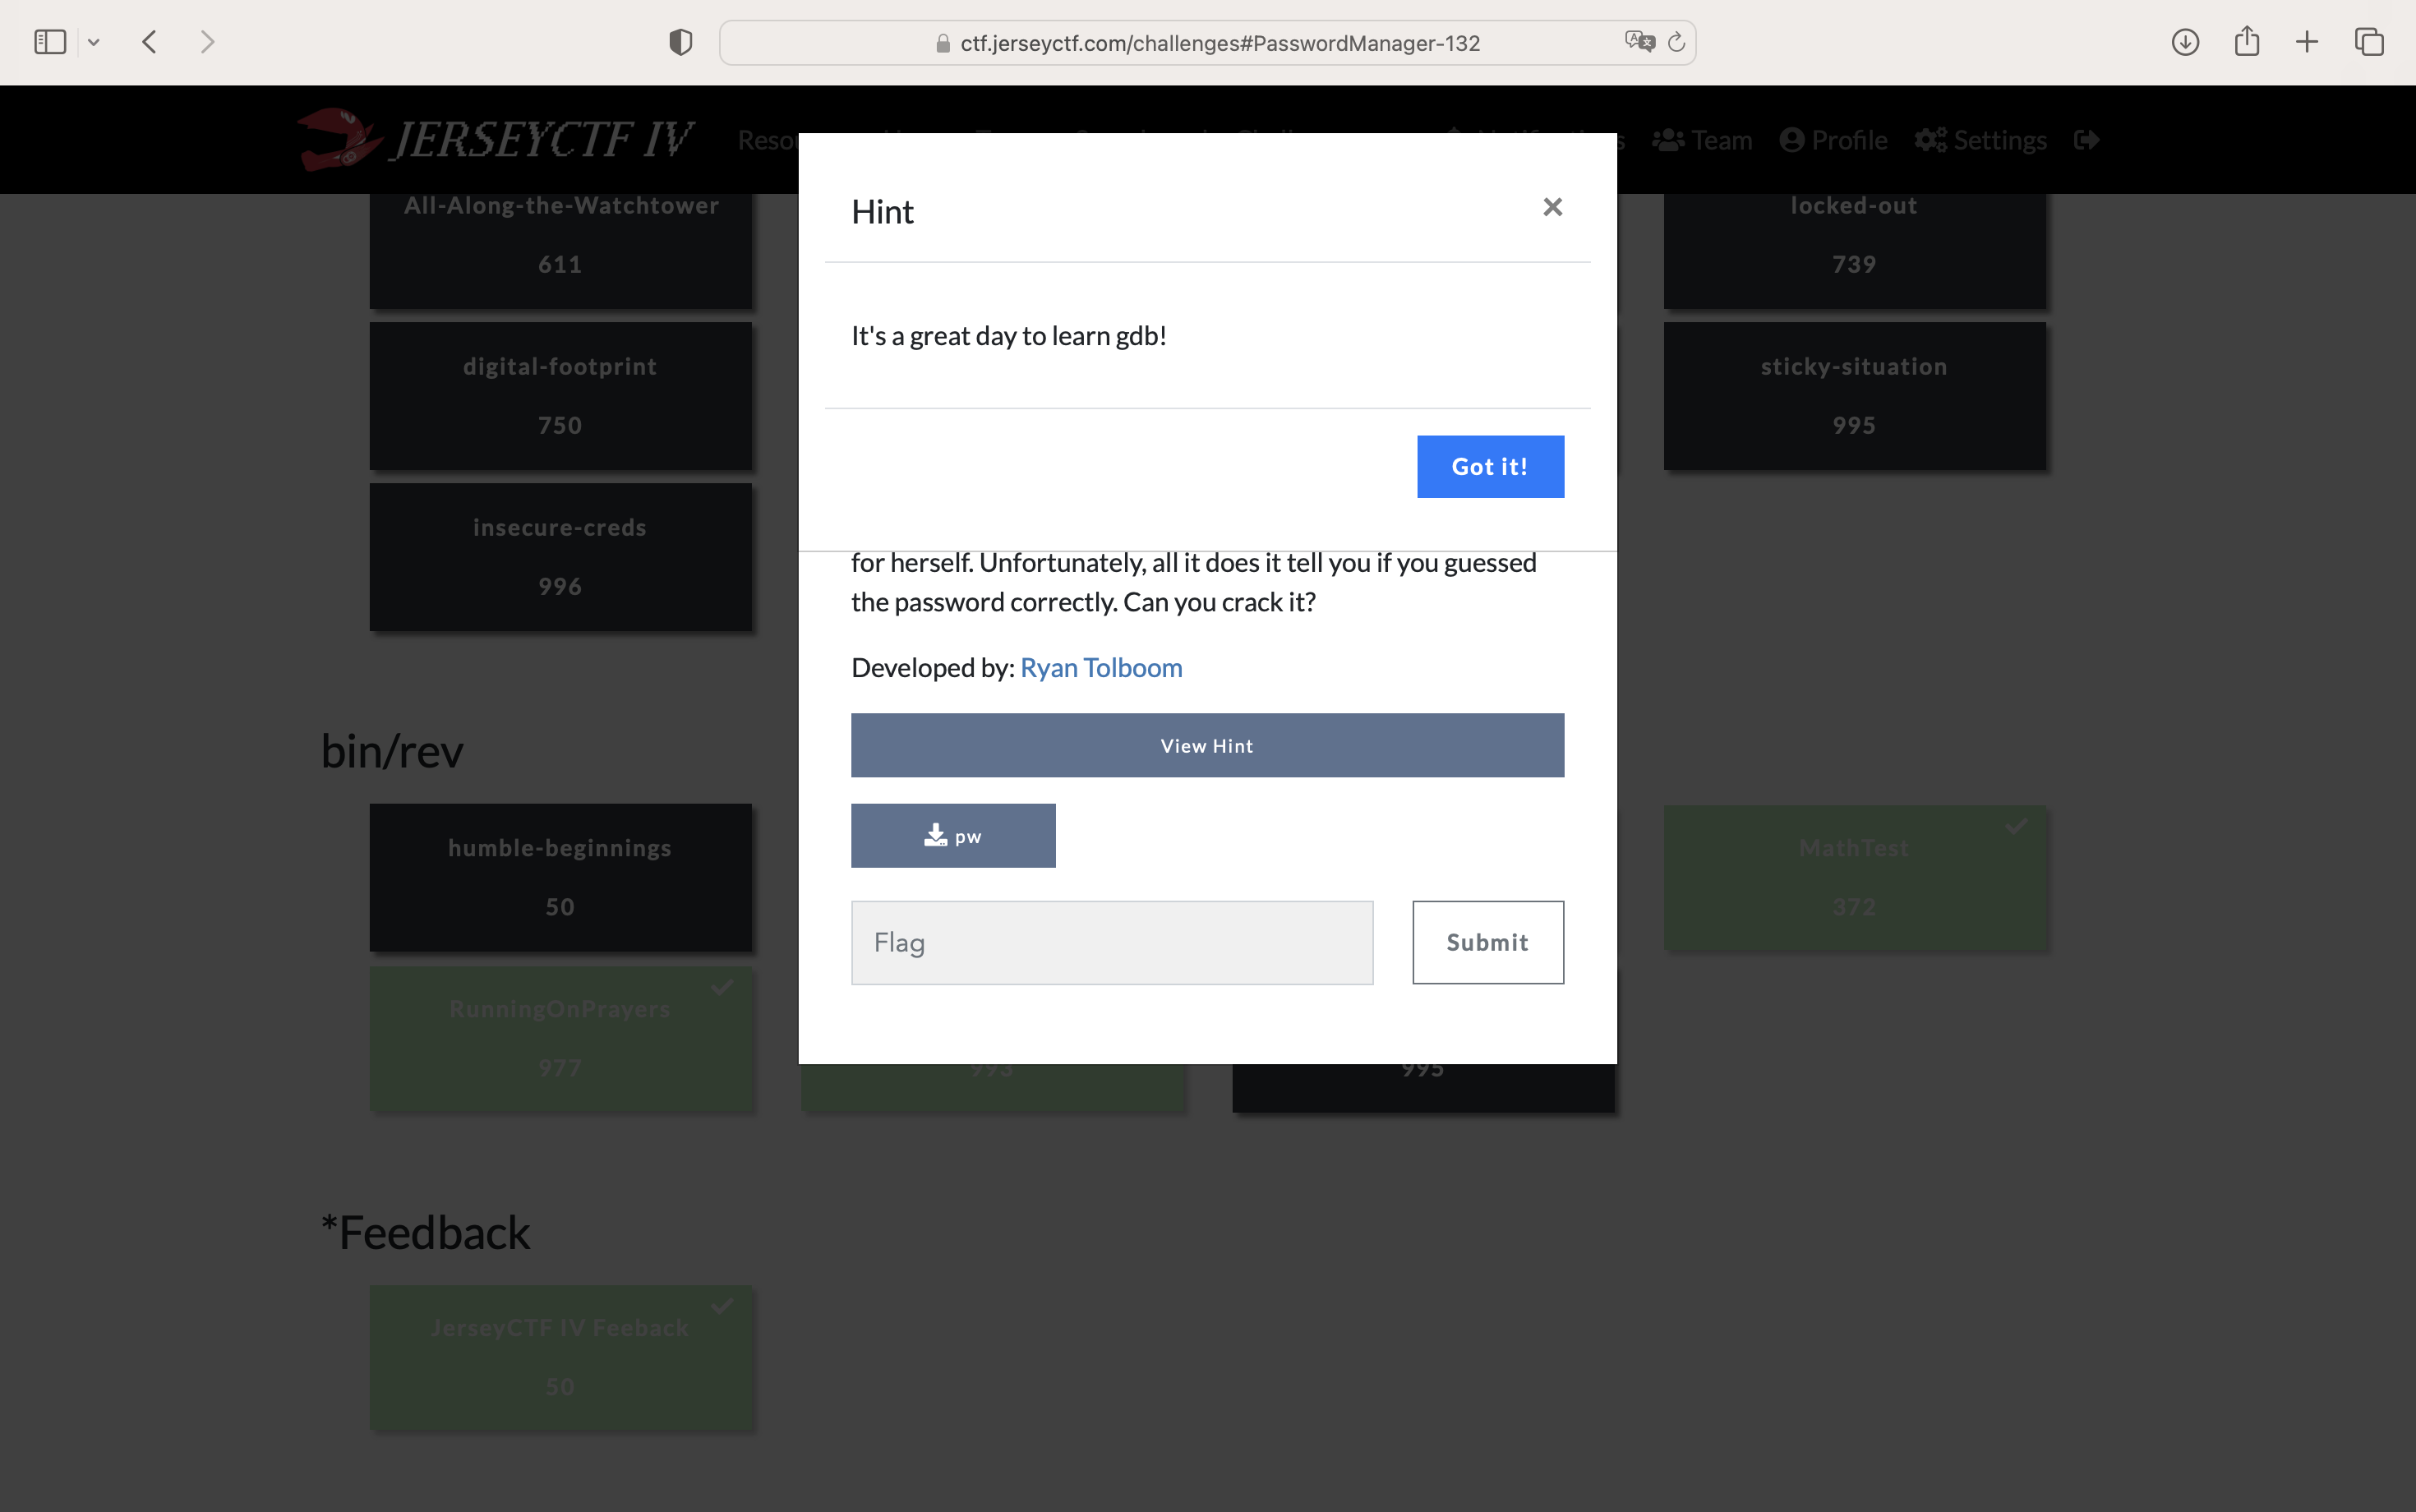 ctf.jerseyctf.com/challenges#PasswordManager-132
JERSEYCTF IV
Team
Profile
Settings
All-Along-the-Watchtower
611
locked-out
739
digital-footprint
750
sticky-situation
995
insecure-creds
996
Hint
×
It's a great day to learn gdb!
Got it!
for herself. Unfortunately, all it does it tell you if you guessed
the password correctly. Can you crack it?
Developed by: Ryan Tolboom
View Hint
pw
Flag
Submit
bin/rev
humble-beginnings
50
MathTest
372
RunningOnPrayers
977
993
995
*Feedback
JerseyCTF IV Feeback
50